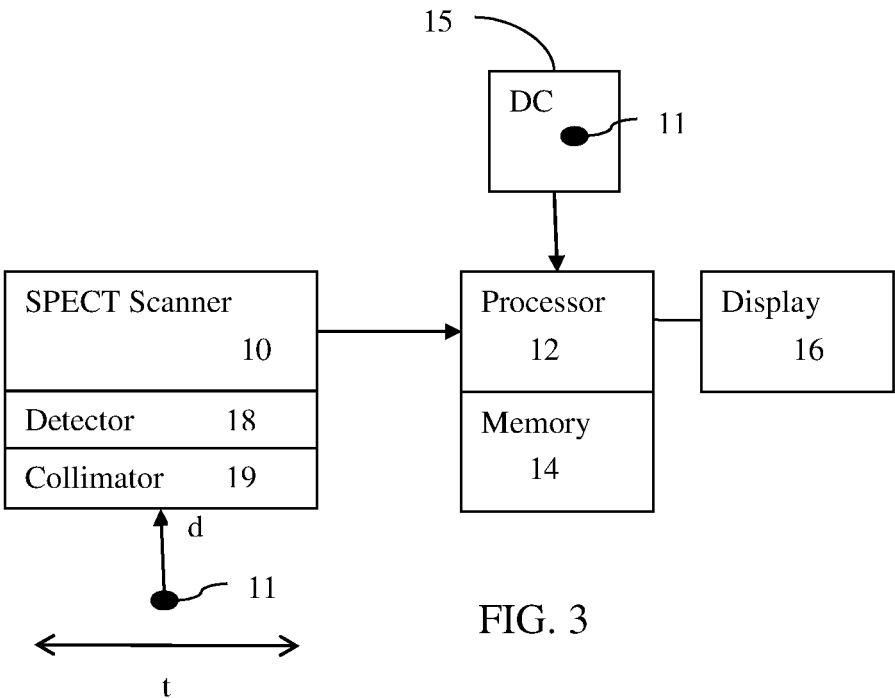 15
DC
11
SPECT Scanner
10
Detector 18
Collimator 19
d
11
t
Processor
12
Memory
14
Display
16
FIG. 3